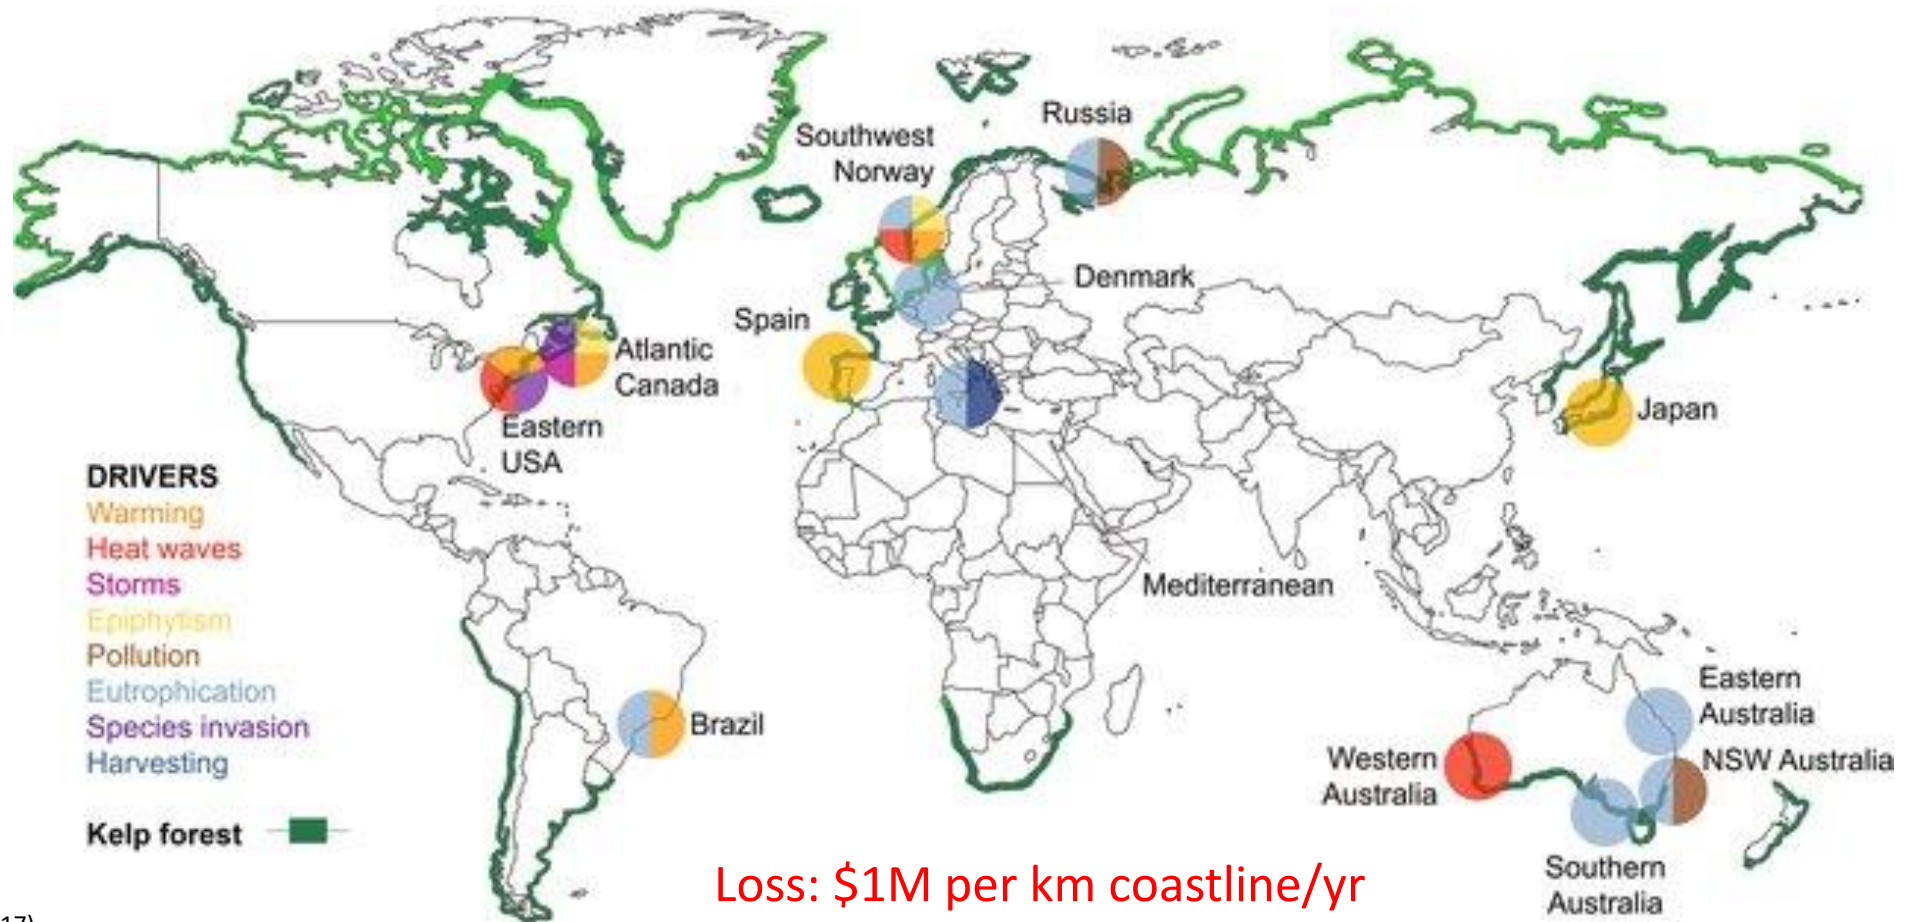 Russia
Southwest
Norway
Denmark
Spain
Atlantic
Canada
Japan
Eastern
USA
DRIVERS
Warming
Heat waves
Storms
Epiphytism
Pollution
Eutrophication
Species invasion
Harvesting
Kelp forest
Mediterranean
Brazil
Eastern
Australia
NSW Australia
Western
Australia
Southern
Australia
Loss: $1M per km coastline/yr
17)